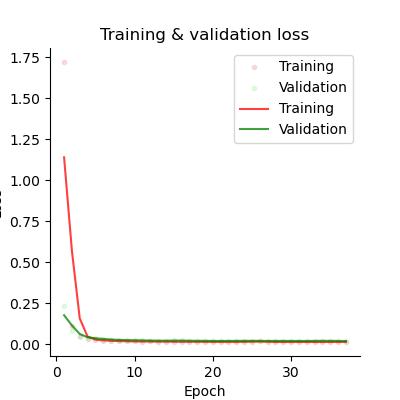 Training & validation loss
1.75
1.50
1.25
1.00
0.75
0.50
0.25
0.00
Training
Validation
Training
Validation
0
10
20
30
Epoch